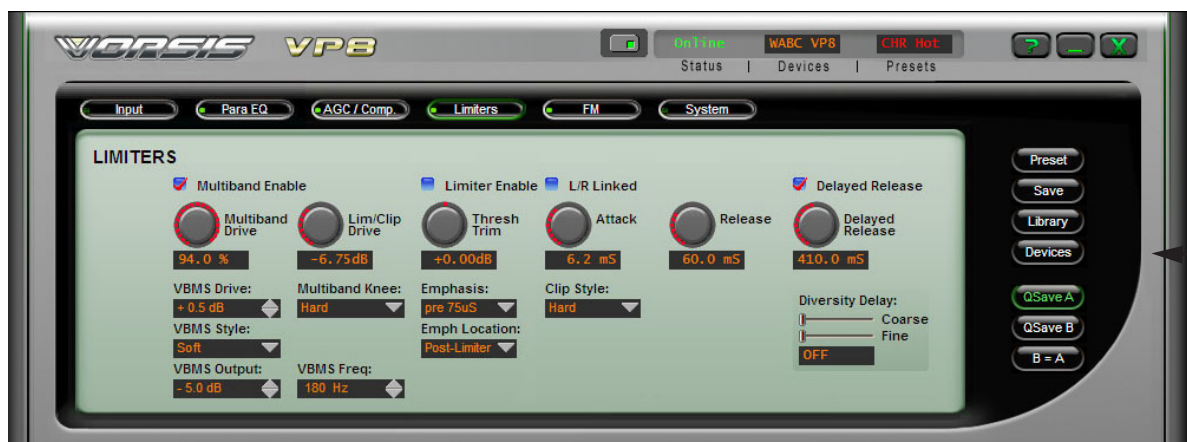 VORSIS VP8
Online WABC VP8 CHR Hot
Status | Devices | Presets
? _ X
Input Para EQ AGC / Comp. Limiters FM System
LIMITERS
Multiband Enable Limiter Enable L/R Linked Delayed Release
Multiband Drive Lim/Clip Drive Thresh Trim Attack Release Delayed Release
94.0 % -6.75dB +0.00dB 6.2 mS 60.0 mS 410.0 mS
VBMS Drive: Multiband Knee: Emphasis: Clip Style:
+ 0.5 dB Hard pre 75uS Hard
VBMS Style: Emph Location:
Soft Post-Limiter
VBMS Output: VBMS Freq:
- 5.0 dB 180 Hz
Diversity Delay:
Coarse
Fine
OFF
Preset
Save
Library
Devices
QSave A
QSave B
B = A